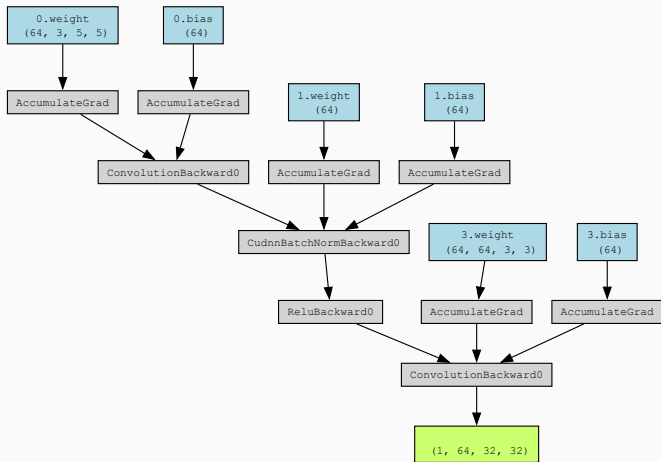 0.weight
(64, 3, 5, 5)
0.bias
(64)
AccumulateGrad
AccumulateGrad
1.weight
(64)
1.bias
(64)
ConvolutionBackward0
AccumulateGrad
AccumulateGrad
CudnnBatchNormBackward0
3.weight
(64, 64, 3, 3)
3.bias
(64)
ReluBackward0
AccumulateGrad
AccumulateGrad
ConvolutionBackward0
(1, 64, 32, 32)